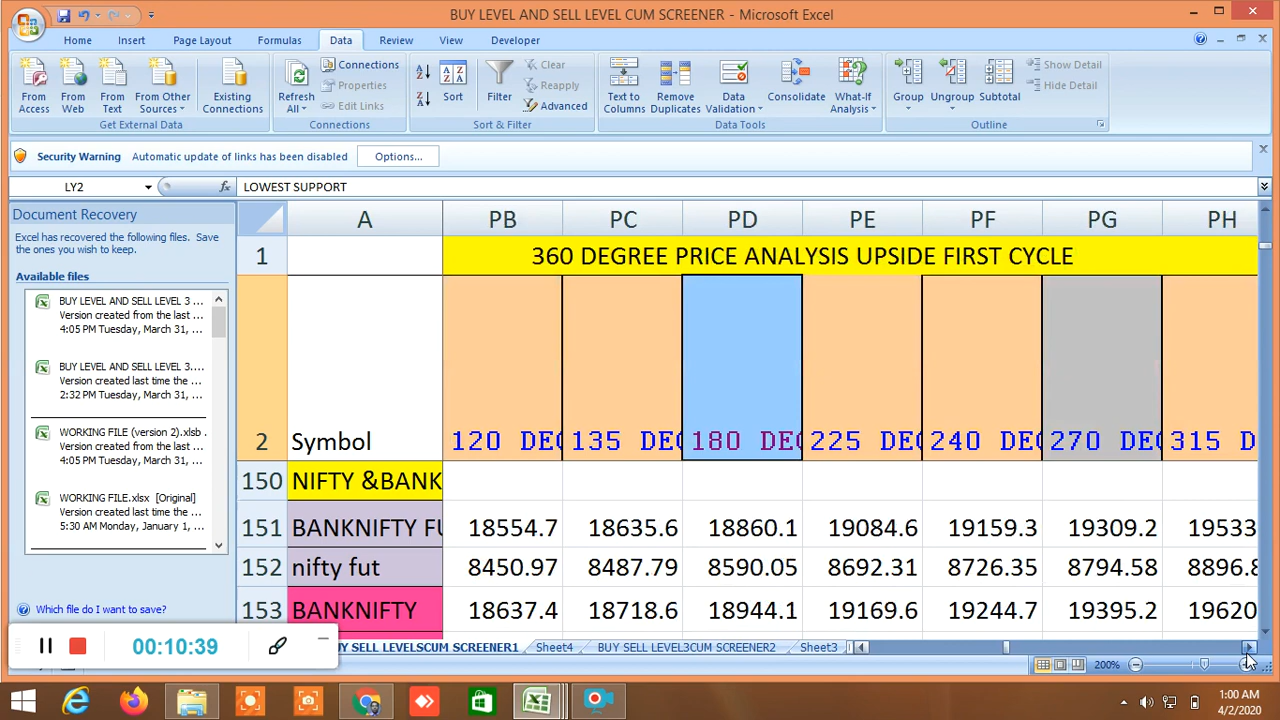 BUY LEVEL AND SELL LEVEL CUM SCREENER - Microsoft Excel
Home Insert Page Layout Formulas Data Review View Developer
From Access
From Web
From Text
From Other Sources
Existing Connections
Get External Data
Refresh All
Connections
Properties
Edit Links
Connections
Sort
Filter
Clear
Reapply
Advanced
Sort & Filter
Text to Columns
Remove Duplicates
Data Validation
Consolidate
What-If Analysis
Data Tools
Group
Ungroup
Subtotal
Show Detail
Hide Detail
Outline
Security Warning Automatic update of links has been disabled Options...
LY2 fx LOWEST SUPPORT
Document Recovery
Excel has recovered the following files. Save
the ones you wish to keep.
Available files
BUY LEVEL AND SELL LEVEL 3 ...
Version created from the last ...
4:05 PM Tuesday, March 31, ...
BUY LEVEL AND SELL LEVEL 3....
Version created last time the ...
2:32 PM Tuesday, March 31, ...
WORKING FILE (version 2).xlsb
Version created from the last ...
4:05 PM Tuesday, March 31, ...
WORKING FILE.xlsx [Original]
Version created last time the ...
5:30 AM Monday, January 1, ...
Which file do I want to save?
A PB PC PD PE PF PG PH
1 360 DEGREE PRICE ANALYSIS UPSIDE FIRST CYCLE
2 Symbol 120 DEG 135 DEG 180 DEG 225 DEG 240 DEG 270 DEG 315 D
150 NIFTY &BANK
151 BANKNIFTY FU 18554.7 18635.6 18860.1 19084.6 19159.3 19309.2 19533
152 nifty fut 8450.97 8487.79 8590.05 8692.31 8726.35 8794.58 8896.8
153 BANKNIFTY 18637.4 18718.6 18944.1 19169.6 19244.7 19395.2 19620
00:10:39
BUY SELL LEVELSCUM SCREENER1 Sheet4 BUY SELL LEVEL3CUM SCREENER2 Sheet3
200%
1:00 AM
4/2/2020